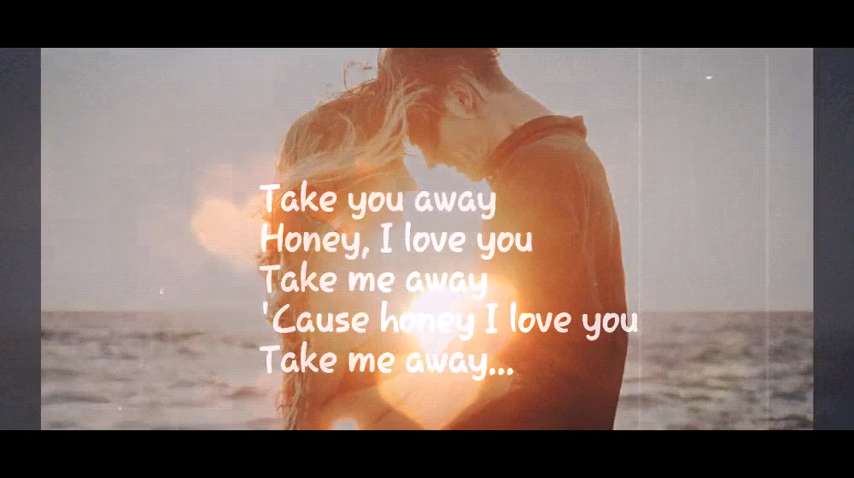 Take you away
Honey, I love you
Take me away
'Cause honey I love you
Take me away...